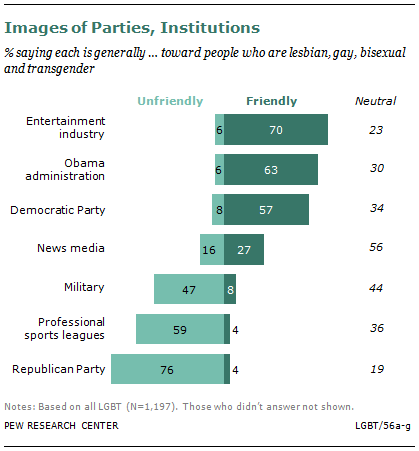 Images of Parties, Institutions
% saying each is generally ... toward people who are lesbian, gay, bisexual
and transgender
Unfriendly Friendly Neutral
Entertainment
industry 6 70 23
Obama
administration 6 63 30
Democratic Party 8 57 34
News media 16 27 56
Military 47 8 44
Professional
sports leagues 59 4 36
Republican Party 76 4 19
Notes: Based on all LGBT (N=1,197). Those who didn't answer not shown.
PEW RESEARCH CENTER LGBT/56a-g